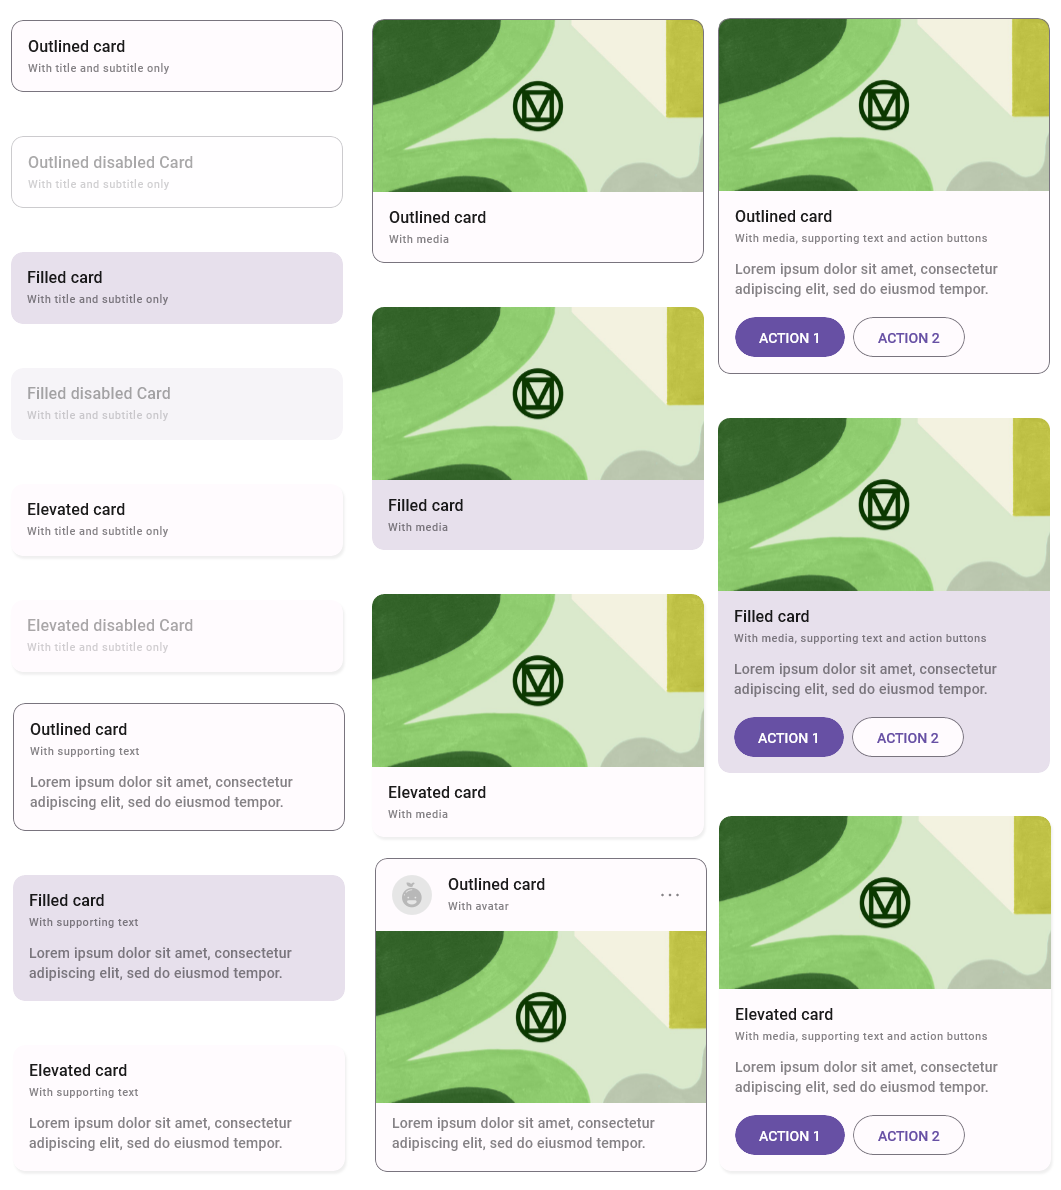 Outlined card
With title and subtitle only
Outlined disabled Card
With title and subtitle only
Filled card
With title and subtitle only
Filled disabled Card
With title and subtitle only
Elevated card
With title and subtitle only
Elevated disabled Card
With title and subtitle only
Outlined card
With supporting text
Lorem ipsum dolor sit amet, consectetur
adipiscing elit, sed do eiusmod tempor.
Filled card
With supporting text
Lorem ipsum dolor sit amet, consectetur
adipiscing elit, sed do eiusmod tempor.
Elevated card
With supporting text
Lorem ipsum dolor sit amet, consectetur
adipiscing elit, sed do eiusmod tempor.
Outlined card
With media
Filled card
With media
Elevated card
With media
Outlined card
With avatar
Lorem ipsum dolor sit amet, consectetur
adipiscing elit, sed do eiusmod tempor.
Outlined card
With media, supporting text and action buttons
Lorem ipsum dolor sit amet, consectetur
adipiscing elit, sed do eiusmod tempor.
ACTION 1 ACTION 2
Filled card
With media, supporting text and action buttons
Lorem ipsum dolor sit amet, consectetur
adipiscing elit, sed do eiusmod tempor.
ACTION 1 ACTION 2
Elevated card
With media, supporting text and action buttons
Lorem ipsum dolor sit amet, consectetur
adipiscing elit, sed do eiusmod tempor.
ACTION 1 ACTION 2